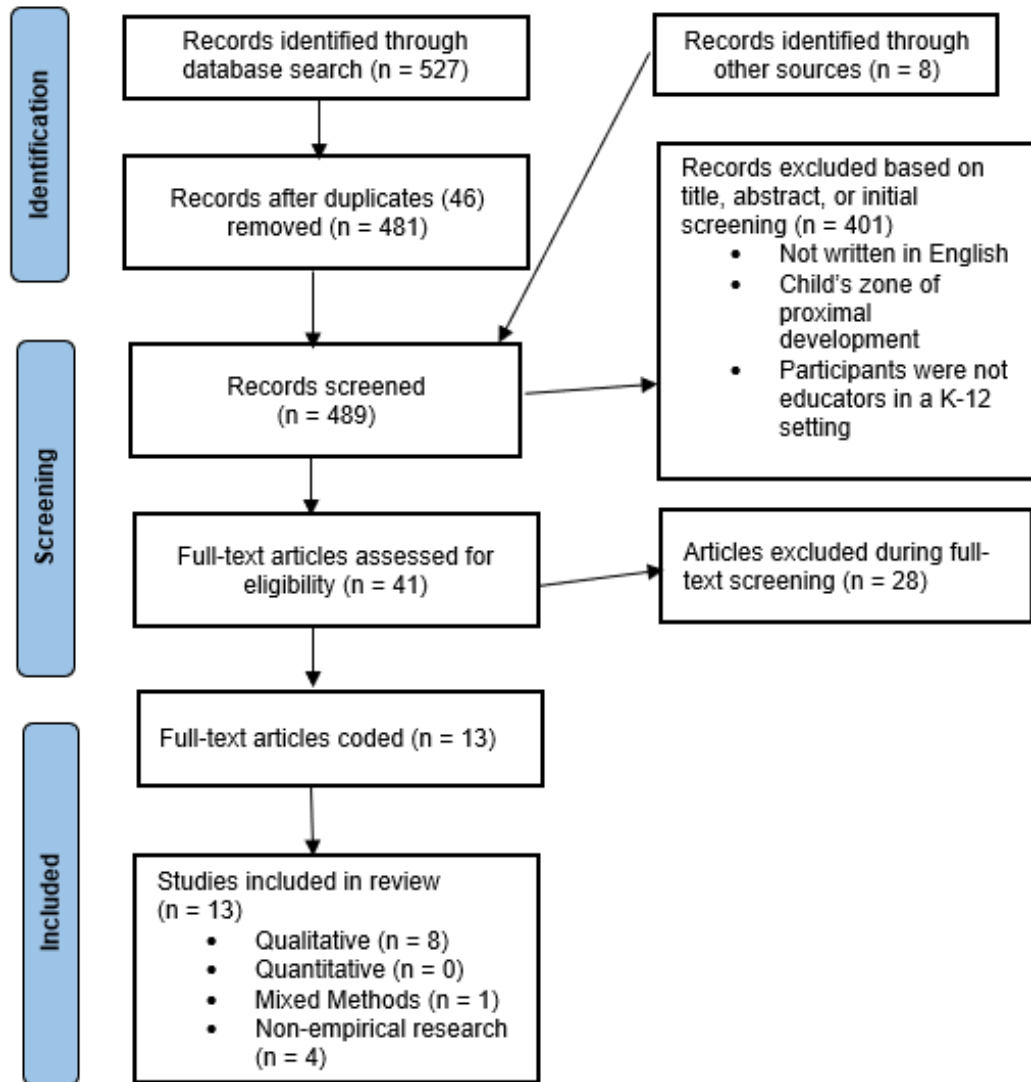 Identification
Records identified through
database search (n = 527)
Records identified through
other sources (n = 8)
Records after duplicates (46)
removed (n = 481)
Records excluded based on
title, abstract, or initial
screening (n = 401)
• Not written in English
• Child’s zone of
proximal
development
• Participants were not
educators in a K-12
setting
Screening
Records screened
(n = 489)
Full-text articles assessed for
eligibility (n = 41)
Articles excluded during full-
text screening (n = 28)
Included
Full-text articles coded (n = 13)
Studies included in review
(n = 13)
• Qualitative (n = 8)
• Quantitative (n = 0)
• Mixed Methods (n = 1)
• Non-empirical research
(n = 4)